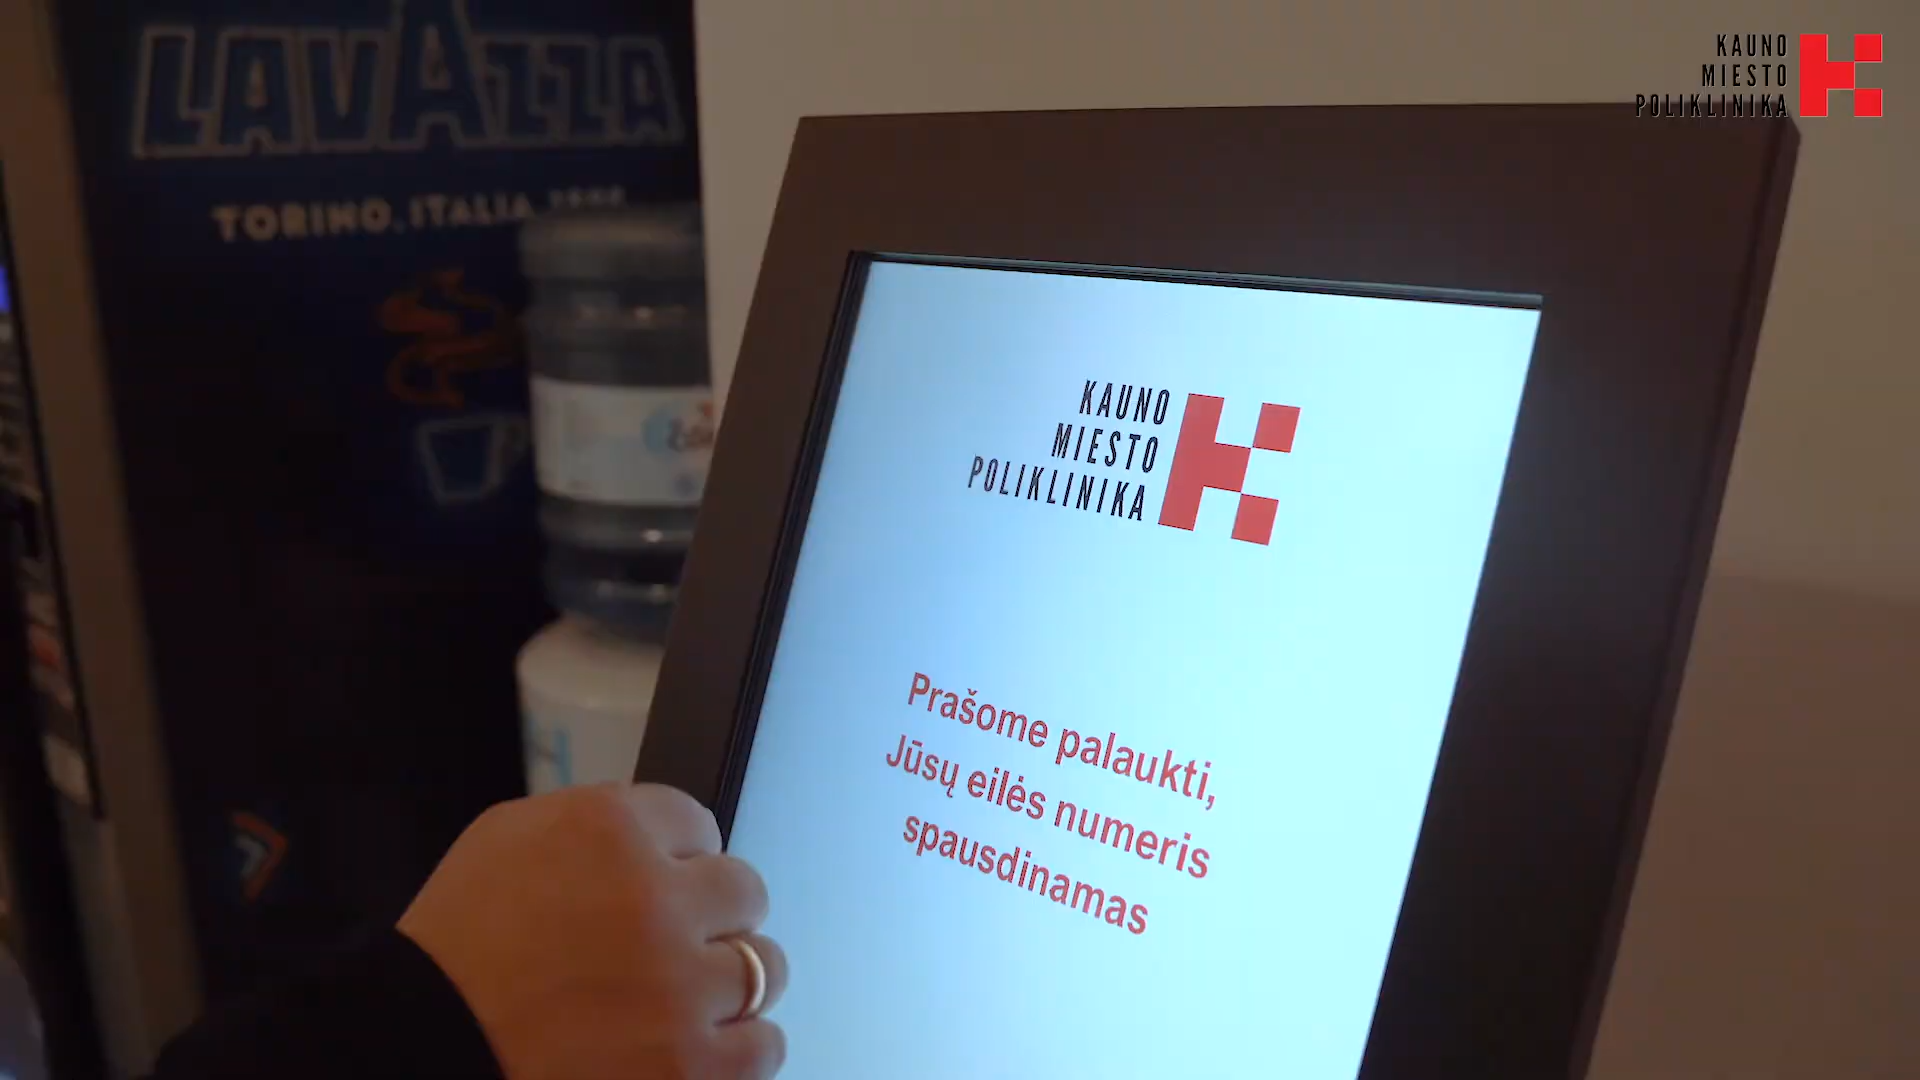 LAVAZZA
TORINO, ITALIA
KAUNO
MIESTO
POLIKLINIKA
KAUNO
MIESTO
POLIKLINIKA
Prašome palaukti,
Jūsų eilės numeris
spausdinamas